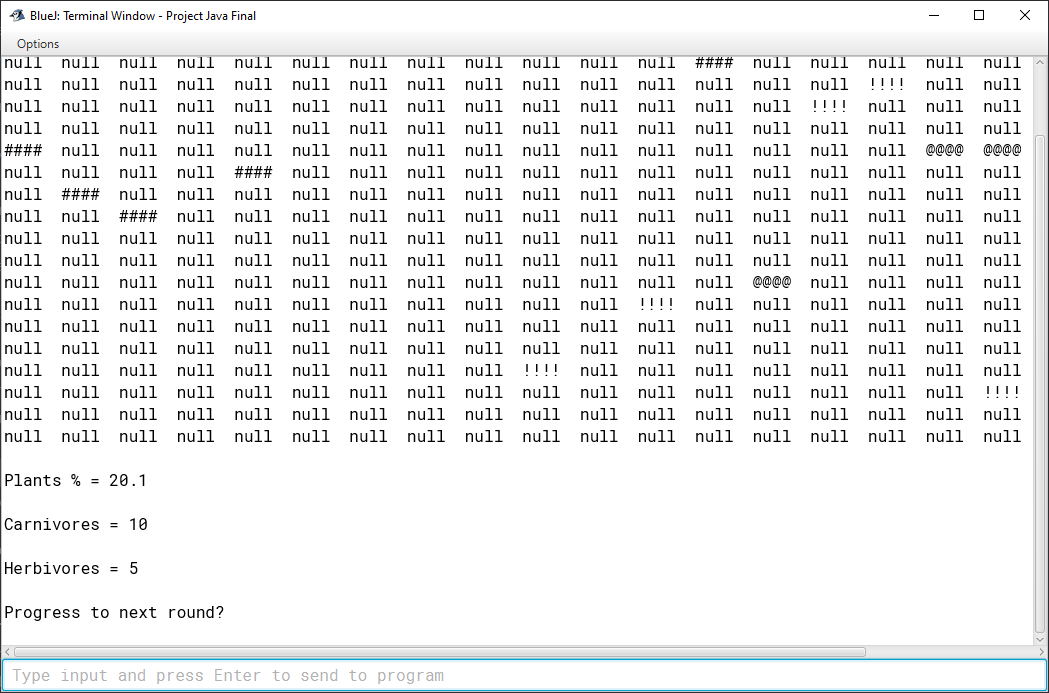 BlueJ: Terminal Window - Project Java Final
Options
null null null null null null null null null null null null #### null null null null null
null null null null null null null null null null null null null null null !!!! null null
null null null null null null null null null null null null null null !!!! null null null
null null null null null null null null null null null null null null null null null null
#### null null null null null null null null null null null null null null null @@@@ @@@@
null null null null #### null null null null null null null null null null null null null
null #### null null null null null null null null null null null null null null null null
null null #### null null null null null null null null null null null null null null null
null null null null null null null null null null null null null null null null null null
null null null null null null null null null null null null null null null null null null
null null null null null null null null null null null null null @@@@ null null null null
null null null null null null null null null null null !!!! null null null null null null
null null null null null null null null null null null null null null null null null null
null null null null null null null null null null null null null null null null null null
null null null null null null null null null !!!! null null null null null null null null
null null null null null null null null null null null null null null null null null !!!!
null null null null null null null null null null null null null null null null null null
null null null null null null null null null null null null null null null null null null
Plants % = 20.1
Carnivores = 10
Herbivores = 5
Progress to next round?
Type input and press Enter to send to program